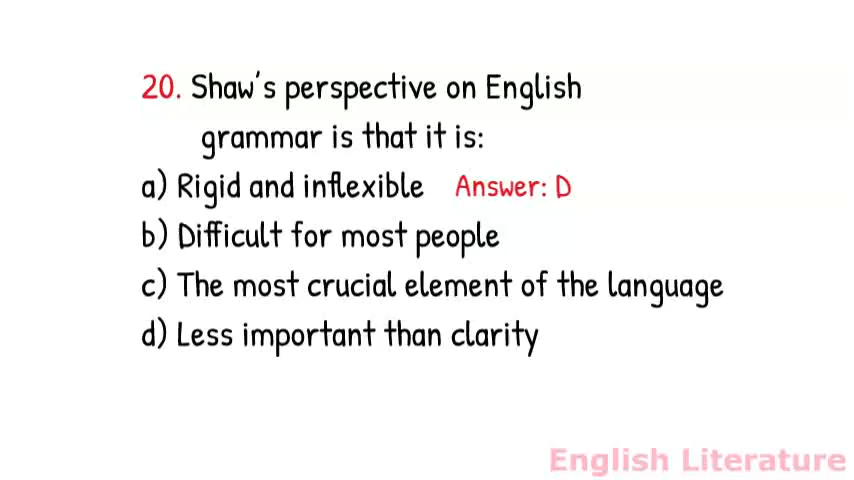 20. Shaw's perspective on English
grammar is that it is:
a) Rigid and inflexible Answer: D
b) Difficult for most people
c) The most crucial element of the language
d) Less important than clarity
English Literature